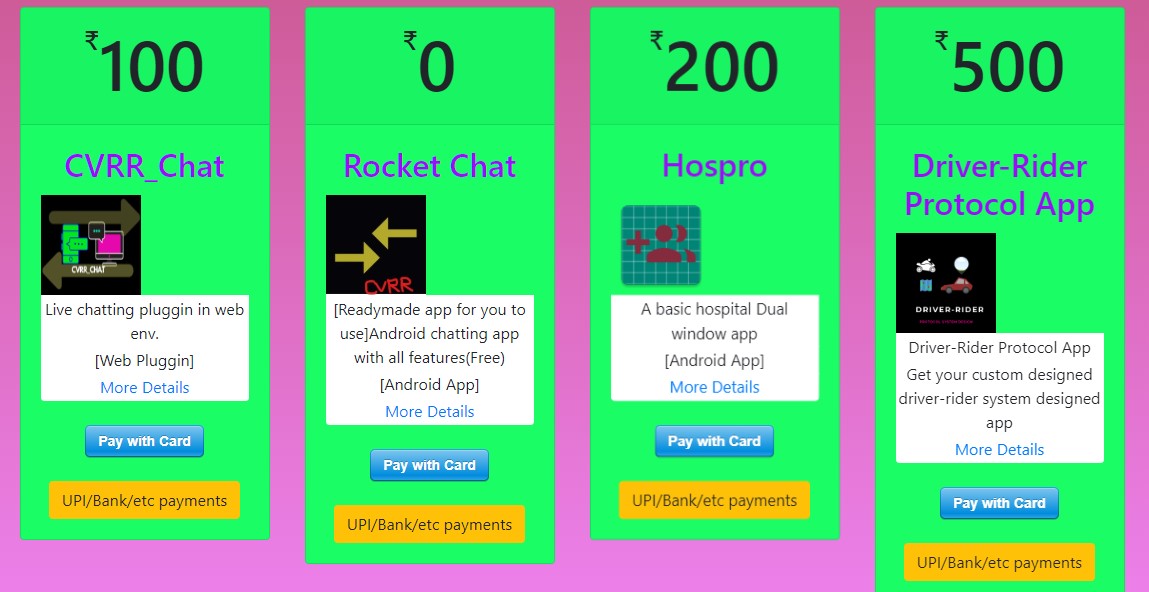 ₹100
CVRR_Chat
CVRR_CHAT
Live chatting pluggin in web
env.
[Web Pluggin]
More Details
Pay with Card
UPI/Bank/etc payments
₹0
Rocket Chat
CVRR
[Readymade app for you to
use]Android chatting app
with all features(Free)
[Android App]
More Details
Pay with Card
UPI/Bank/etc payments
₹200
Hospro
A basic hospital Dual
window app
[Android App]
More Details
Pay with Card
UPI/Bank/etc payments
₹500
Driver-Rider
Protocol App
DRIVER-RIDER
Driver-Rider Protocol App
Get your custom designed
driver-rider system designed
app
More Details
Pay with Card
UPI/Bank/etc payments